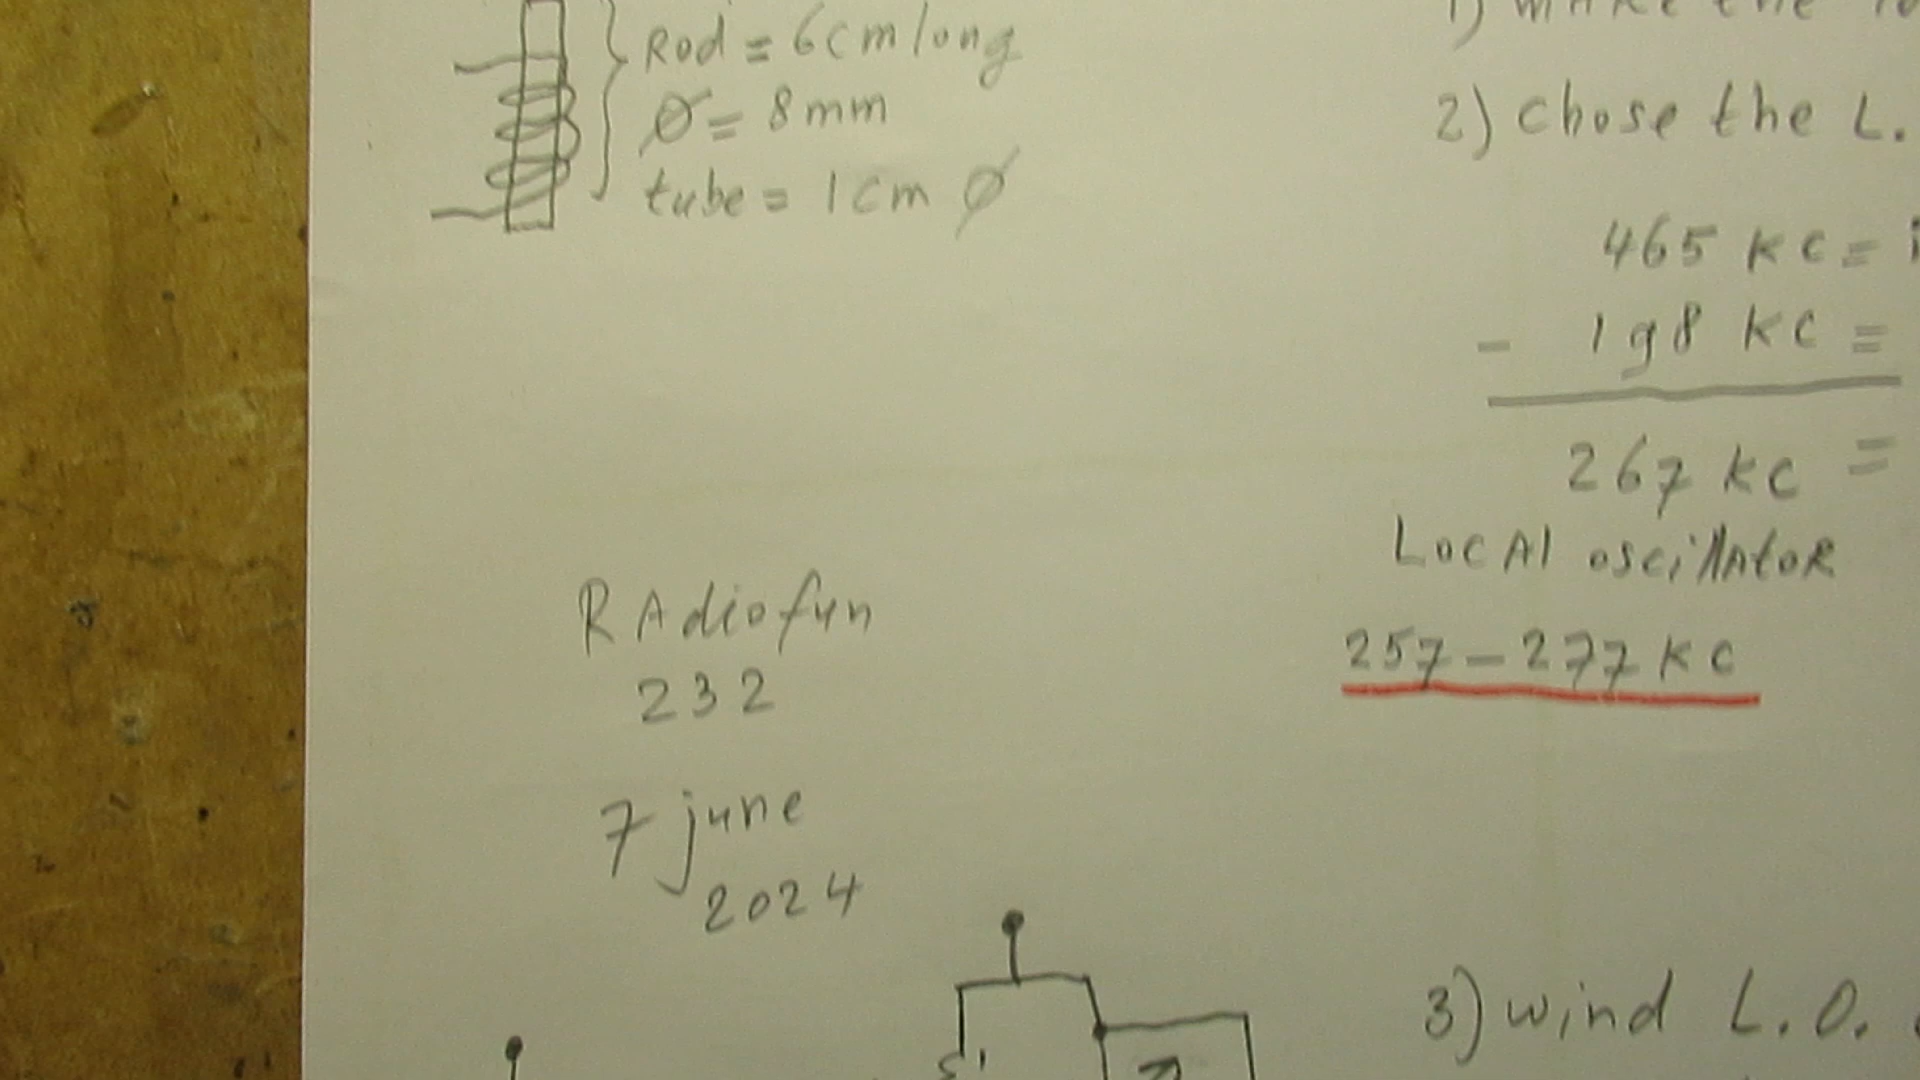 Rod = 6cm long
Ø = 8mm
tube = 1cm Ø
2) chose the L.
465 KC =
- 198 KC =
267 KC =
LOCAl oscillAtoR
257-277 KC
RAdiofun
232
7 june
2024
3) wind L.O.